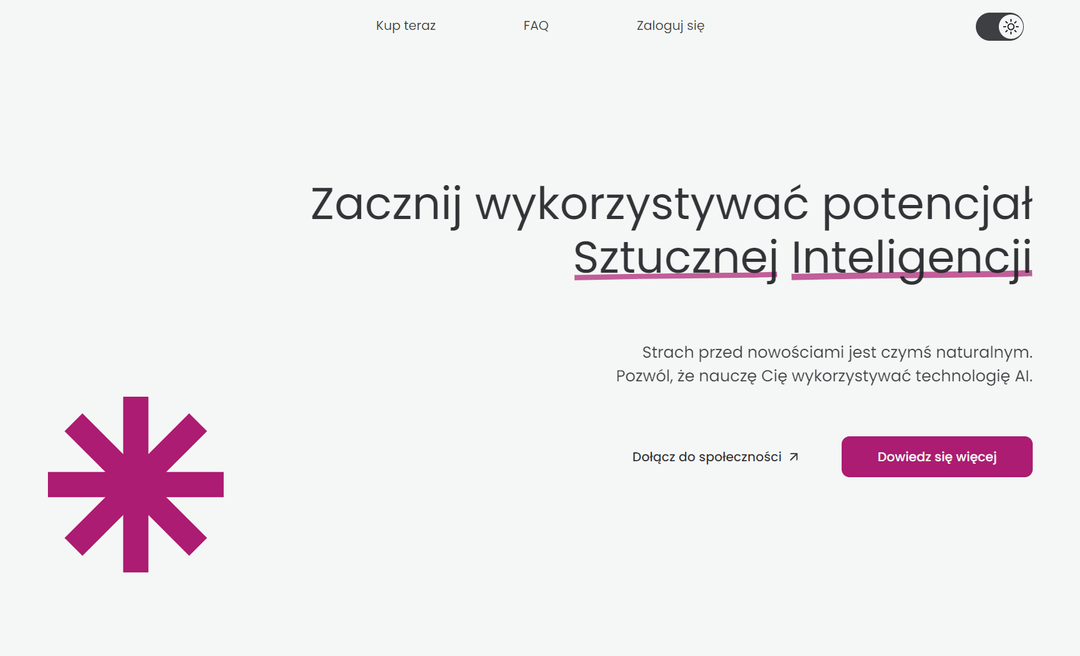 Kup teraz
FAQ
Zaloguj się
Zacznij wykorzystywać potencjał
Sztucznej Inteligencji
Strach przed nowościami jest czymś naturalnym.
Pozwól, że nauczę Cię wykorzystywać technologię AI.
Dołącz do społeczności
Dowiedz się więcej